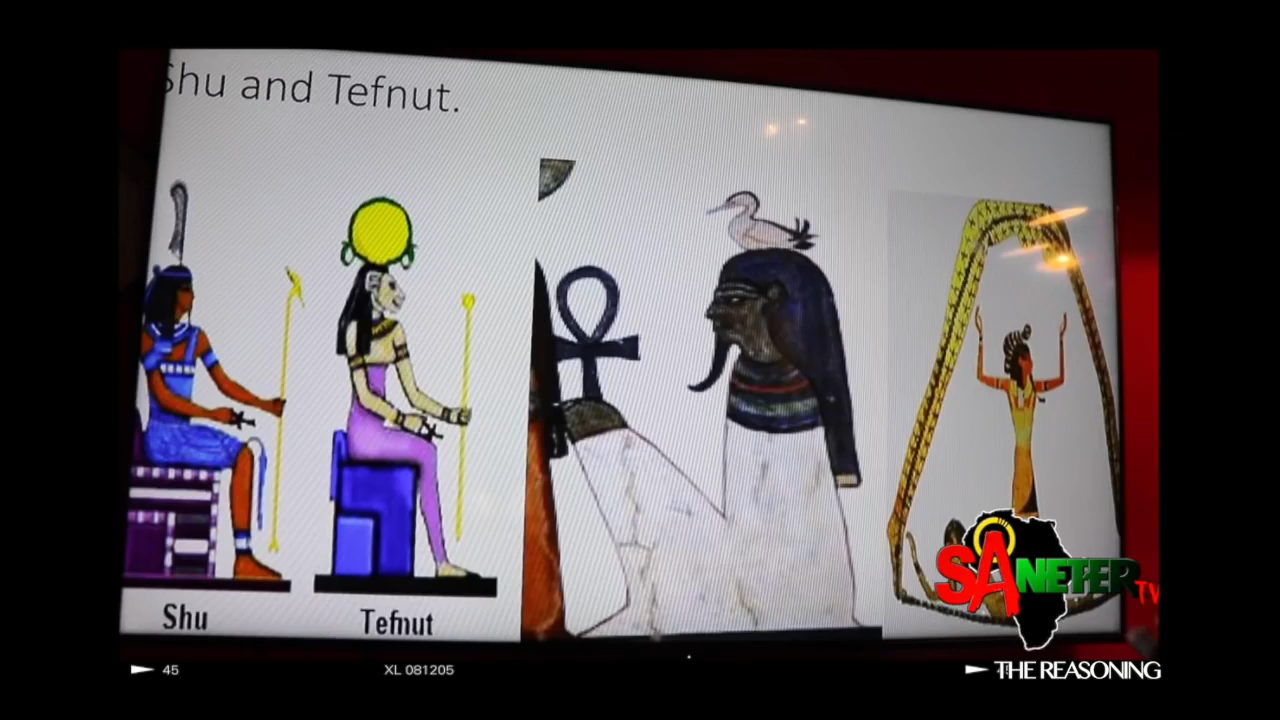 Shu and Tefnut.
Shu
Tefnut
SANETER TV
45
XL 081205
THE REASONING